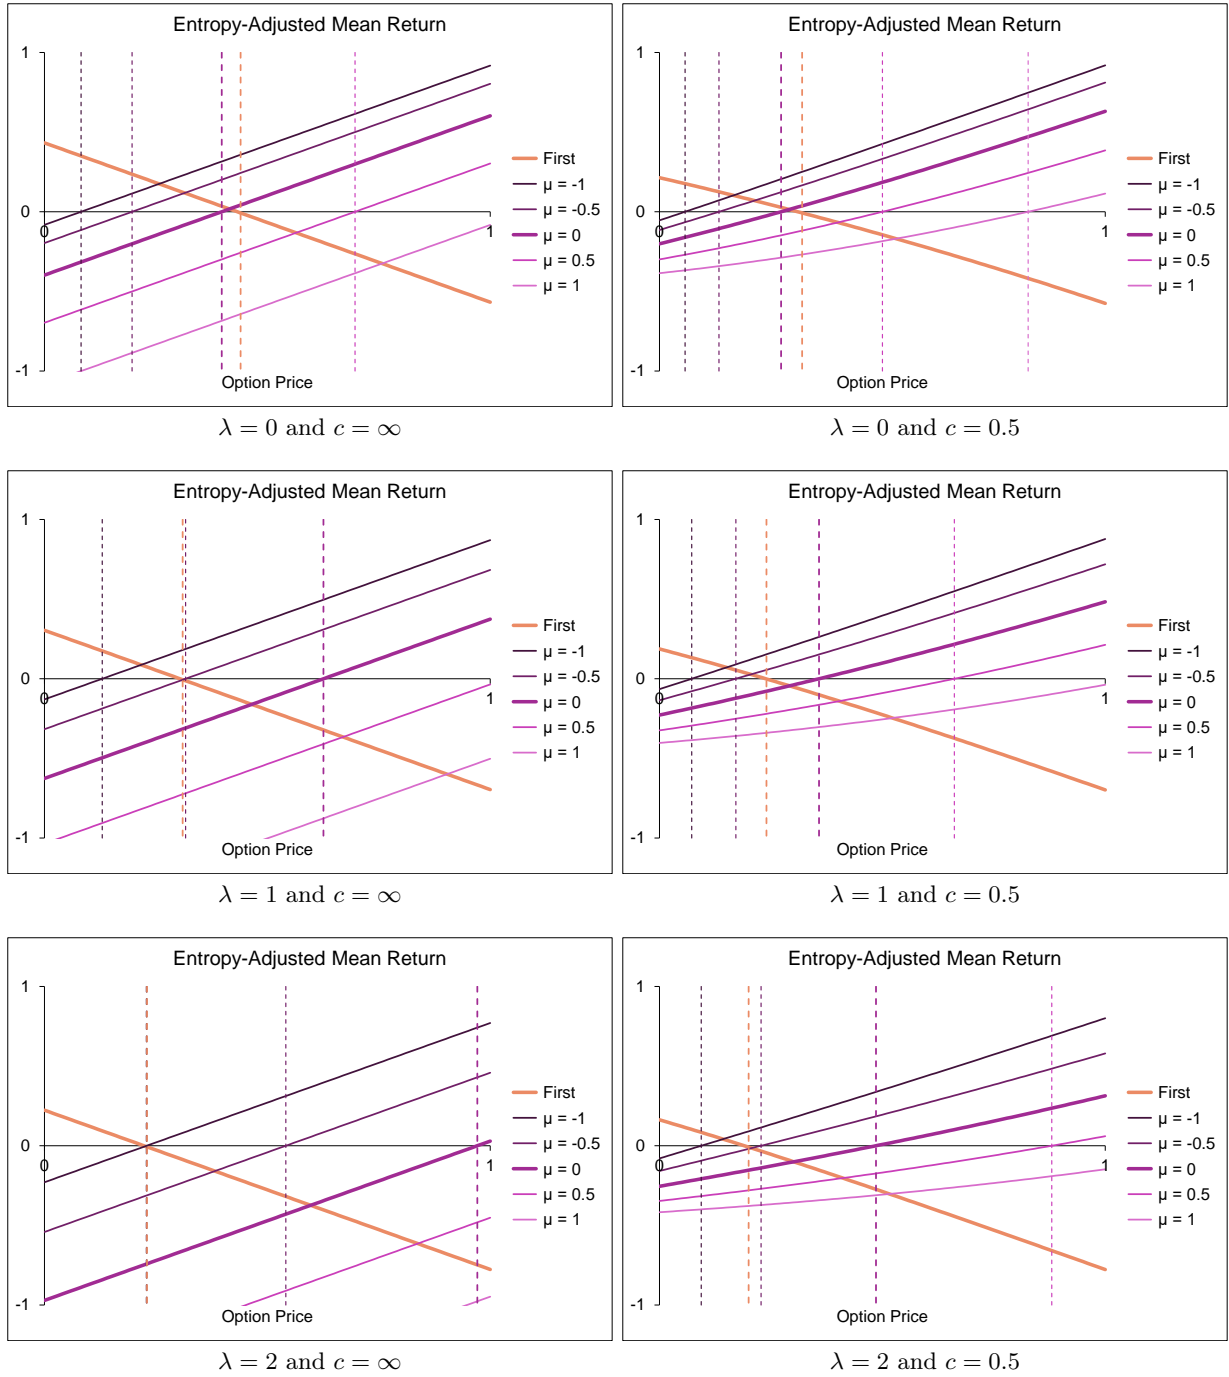 Entropy-Adjusted Mean Return
1
0
-1
0
1
Option Price
First
μ = -1
μ = -0.5
μ = 0
μ = 0.5
μ = 1
λ = 0 and c = ∞
Entropy-Adjusted Mean Return
1
0
-1
0
1
Option Price
First
μ = -1
μ = -0.5
μ = 0
μ = 0.5
μ = 1
λ = 0 and c = 0.5
Entropy-Adjusted Mean Return
1
0
-1
0
1
Option Price
First
μ = -1
μ = -0.5
μ = 0
μ = 0.5
μ = 1
λ = 1 and c = ∞
Entropy-Adjusted Mean Return
1
0
-1
0
1
Option Price
First
μ = -1
μ = -0.5
μ = 0
μ = 0.5
μ = 1
λ = 1 and c = 0.5
Entropy-Adjusted Mean Return
1
0
-1
0
1
Option Price
First
μ = -1
μ = -0.5
μ = 0
μ = 0.5
μ = 1
λ = 2 and c = ∞
Entropy-Adjusted Mean Return
1
0
-1
0
1
Option Price
First
μ = -1
μ = -0.5
μ = 0
μ = 0.5
μ = 1
λ = 2 and c = 0.5